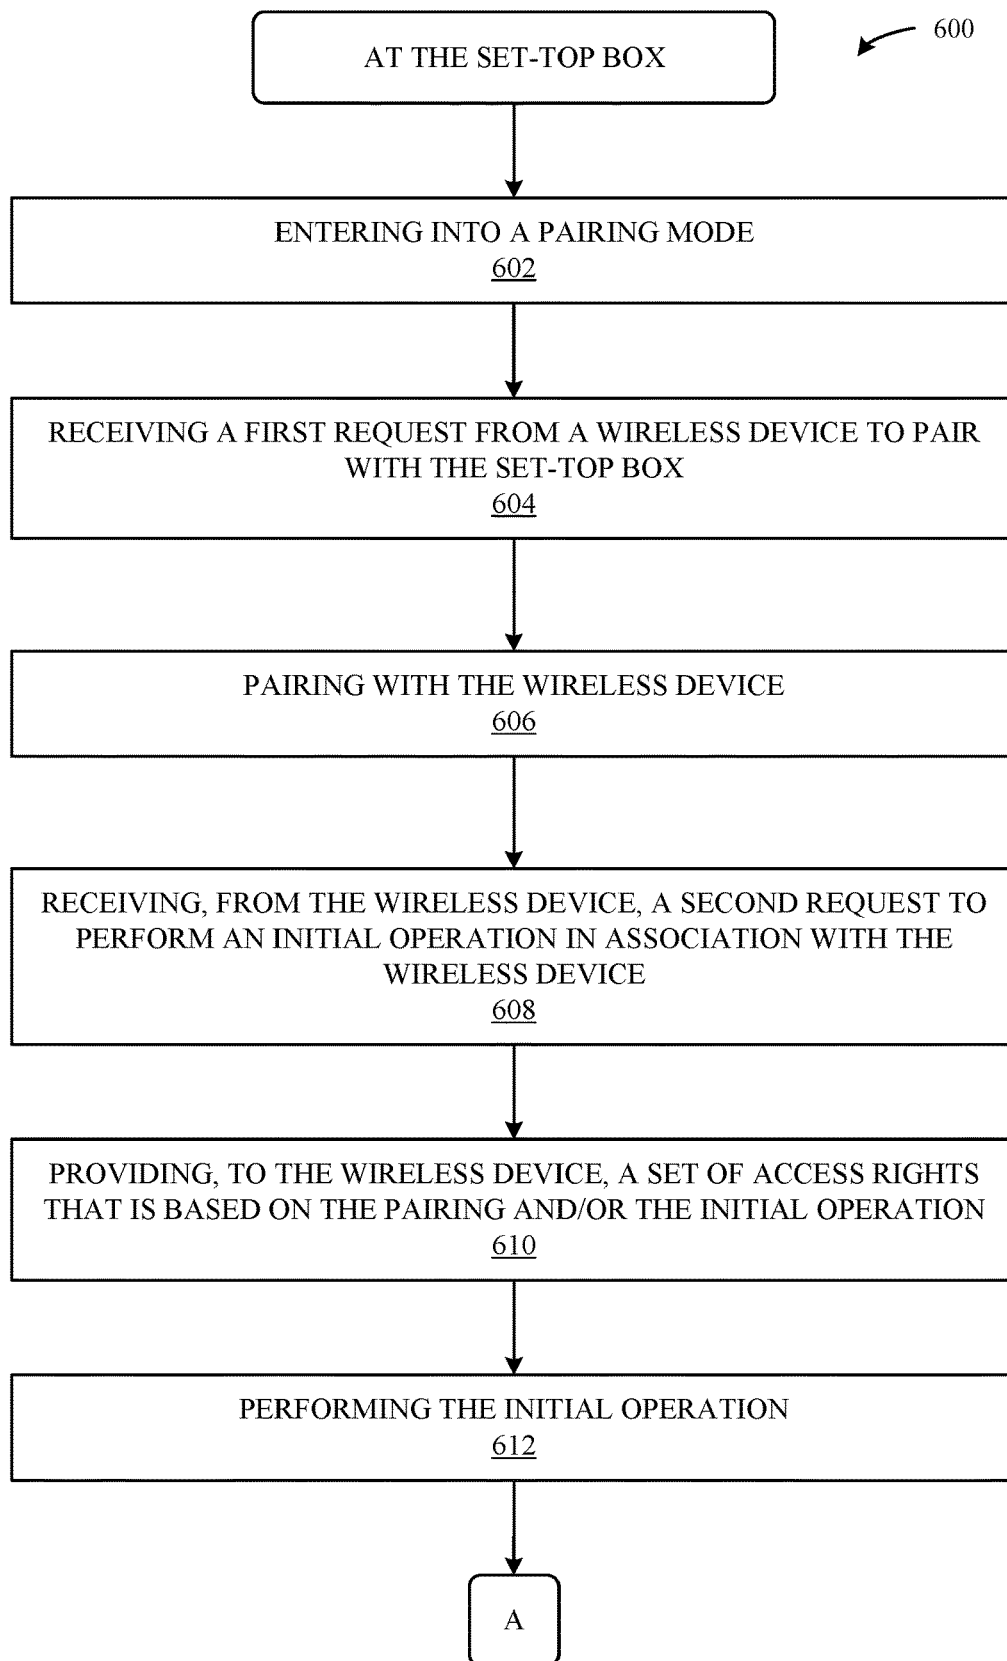 AT THE SET-TOP BOX
600
ENTERING INTO A PAIRING MODE
602
RECEIVING A FIRST REQUEST FROM A WIRELESS DEVICE TO PAIR
WITH THE SET-TOP BOX
604
PAIRING WITH THE WIRELESS DEVICE
606
RECEIVING, FROM THE WIRELESS DEVICE, A SECOND REQUEST TO
PERFORM AN INITIAL OPERATION IN ASSOCIATION WITH THE
WIRELESS DEVICE
608
PROVIDING, TO THE WIRELESS DEVICE, A SET OF ACCESS RIGHTS
THAT IS BASED ON THE PAIRING AND/OR THE INITIAL OPERATION
610
PERFORMING THE INITIAL OPERATION
612
A